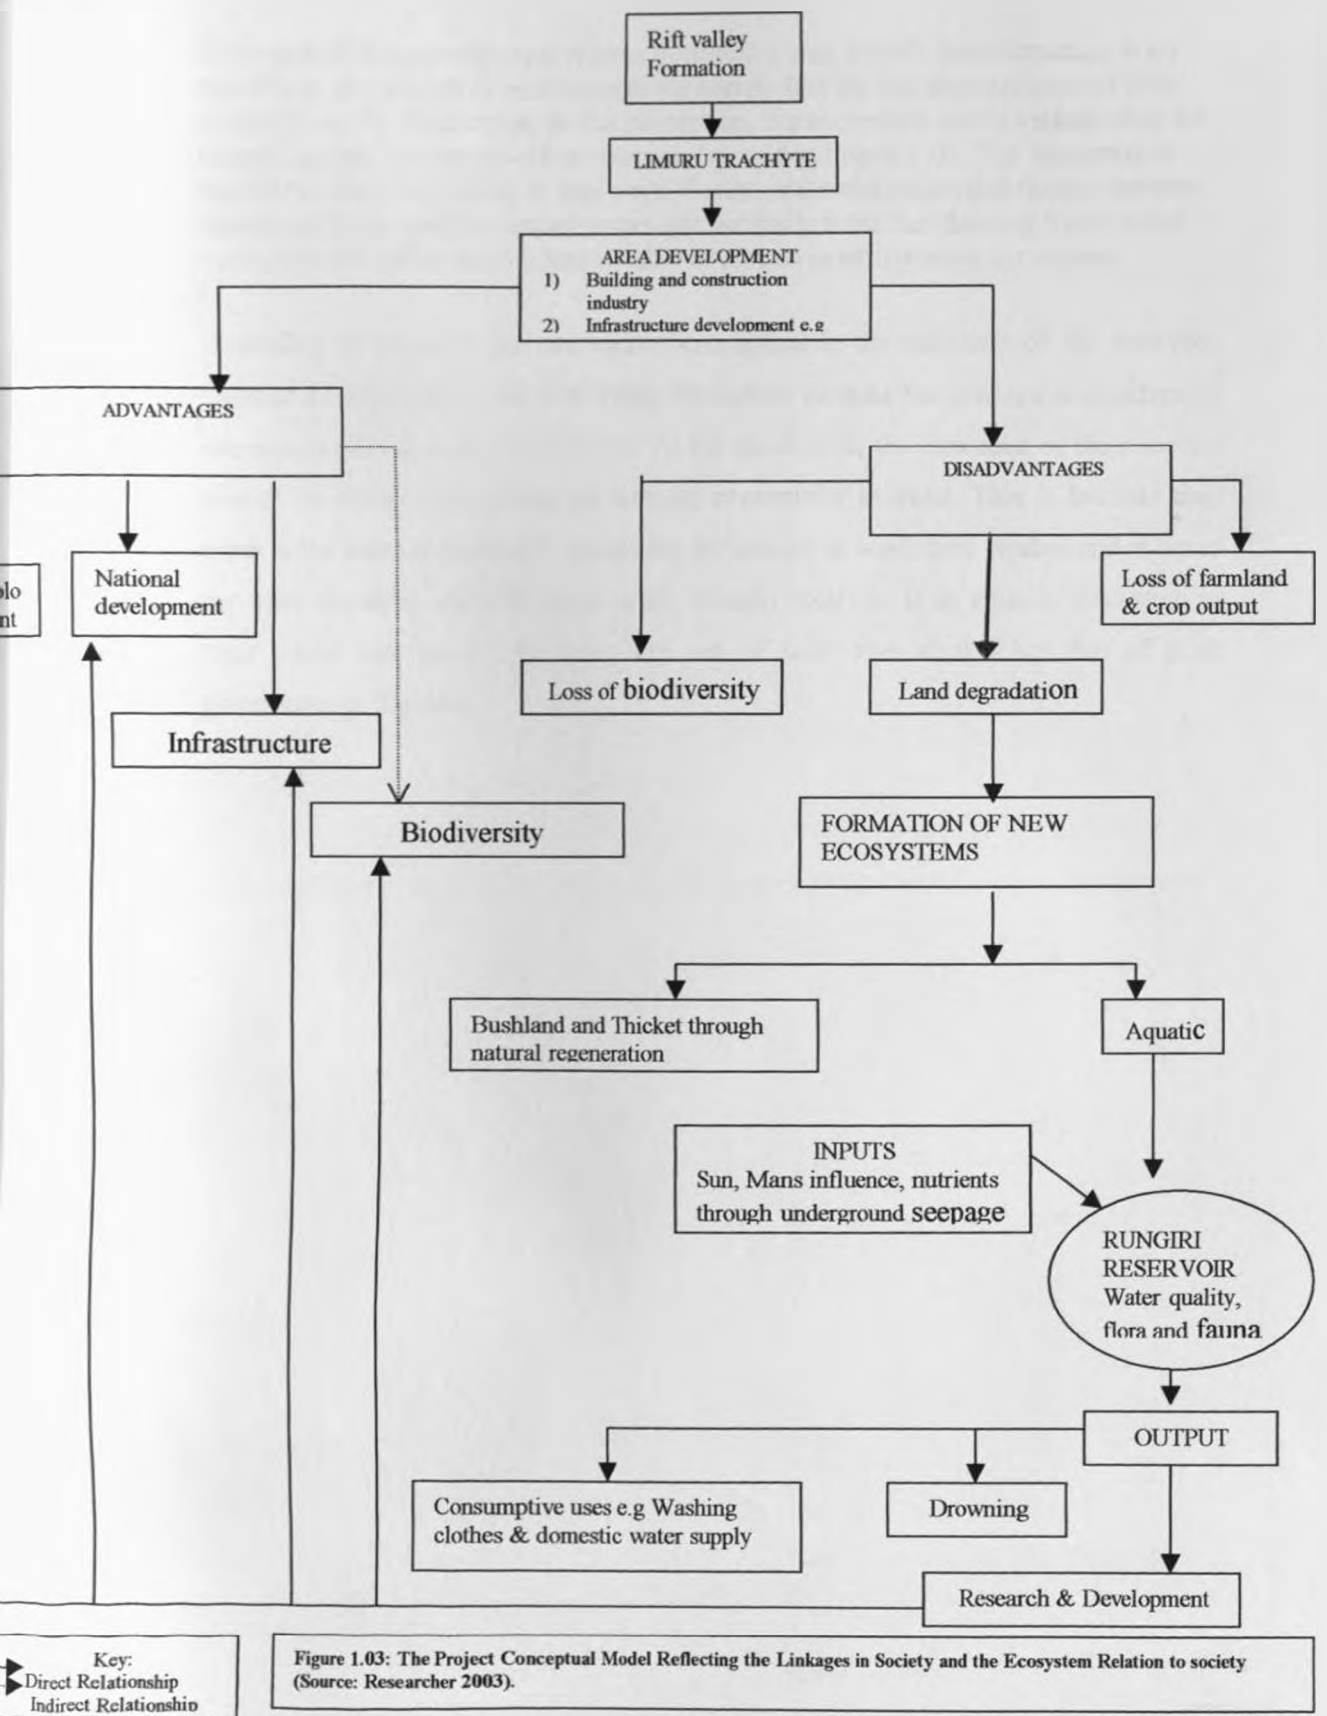 Rift valley
Formation
LIMURU TRACHYTE
AREA DEVELOPMENT
1) Building and construction
industry
2) Infrastructure development e.g
ADVANTAGES
DISADVANTAGES
National
development
Loss of farmland
& crop output
Loss of biodiversity
Land degradation
Infrastructure
Biodiversity
FORMATION OF NEW
ECOSYSTEMS
Bushland and Thicket through
natural regeneration
Aquatic
INPUTS
Sun, Mans influence, nutrients
through underground seepage
RUNGIRI
RESERVOIR
Water quality,
flora and fauna
OUTPUT
Consumptive uses e.g Washing
clothes & domestic water supply
Drowning
Research & Development
Key:
Direct Relationship
Indirect Relationship
Figure 1.03: The Project Conceptual Model Reflecting the Linkages in Society and the Ecosystem Relation to society
(Source: Researcher 2003).